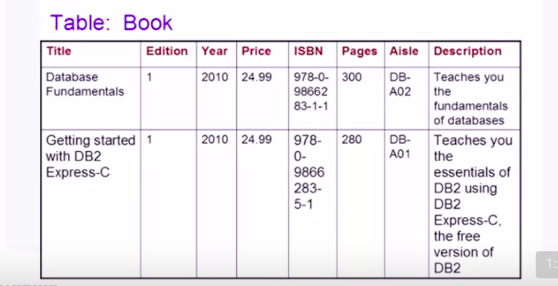 Table: Book
Title Edition Year Price ISBN Pages Aisle Description
Database 1 2010 24.99 978-0- 300 DB- Teaches you
Fundamentals 98662 A02 the
83-1-1 fundamentals
of databases
Getting started 1 2010 24.99 978- 280 DB- Teaches you
with DB2 0- A01 the
Express-C 9866 essentials of
283- DB2 using
5-1 DB2
Express-C,
the free
version of
DB2